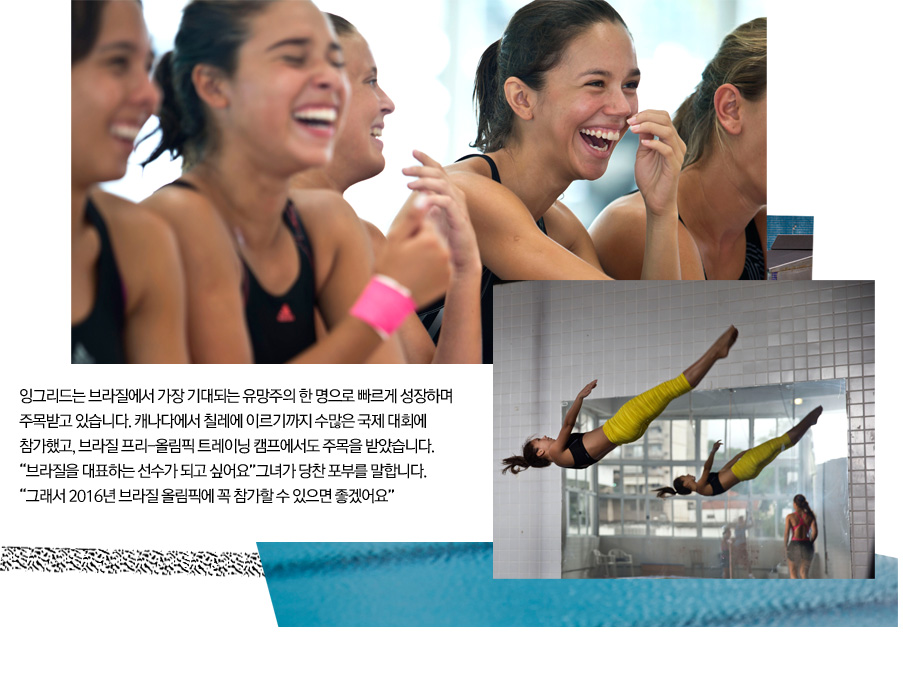 잉그리드는 브라질에서 가장 기대되는 유망주의 한 명으로 빠르게 성장하며
주목받고 있습니다. 캐나다에서 칠레에 이르기까지 수많은 국제 대회에
참가했고, 브라질 프리-올림픽 트레이닝 캠프에서도 주목을 받았습니다.
“브라질을 대표하는 선수가 되고 싶어요”그녀가 당찬 포부를 말합니다.
“그래서 2016년 브라질 올림픽에 꼭 참가할 수 있으면 좋겠어요”